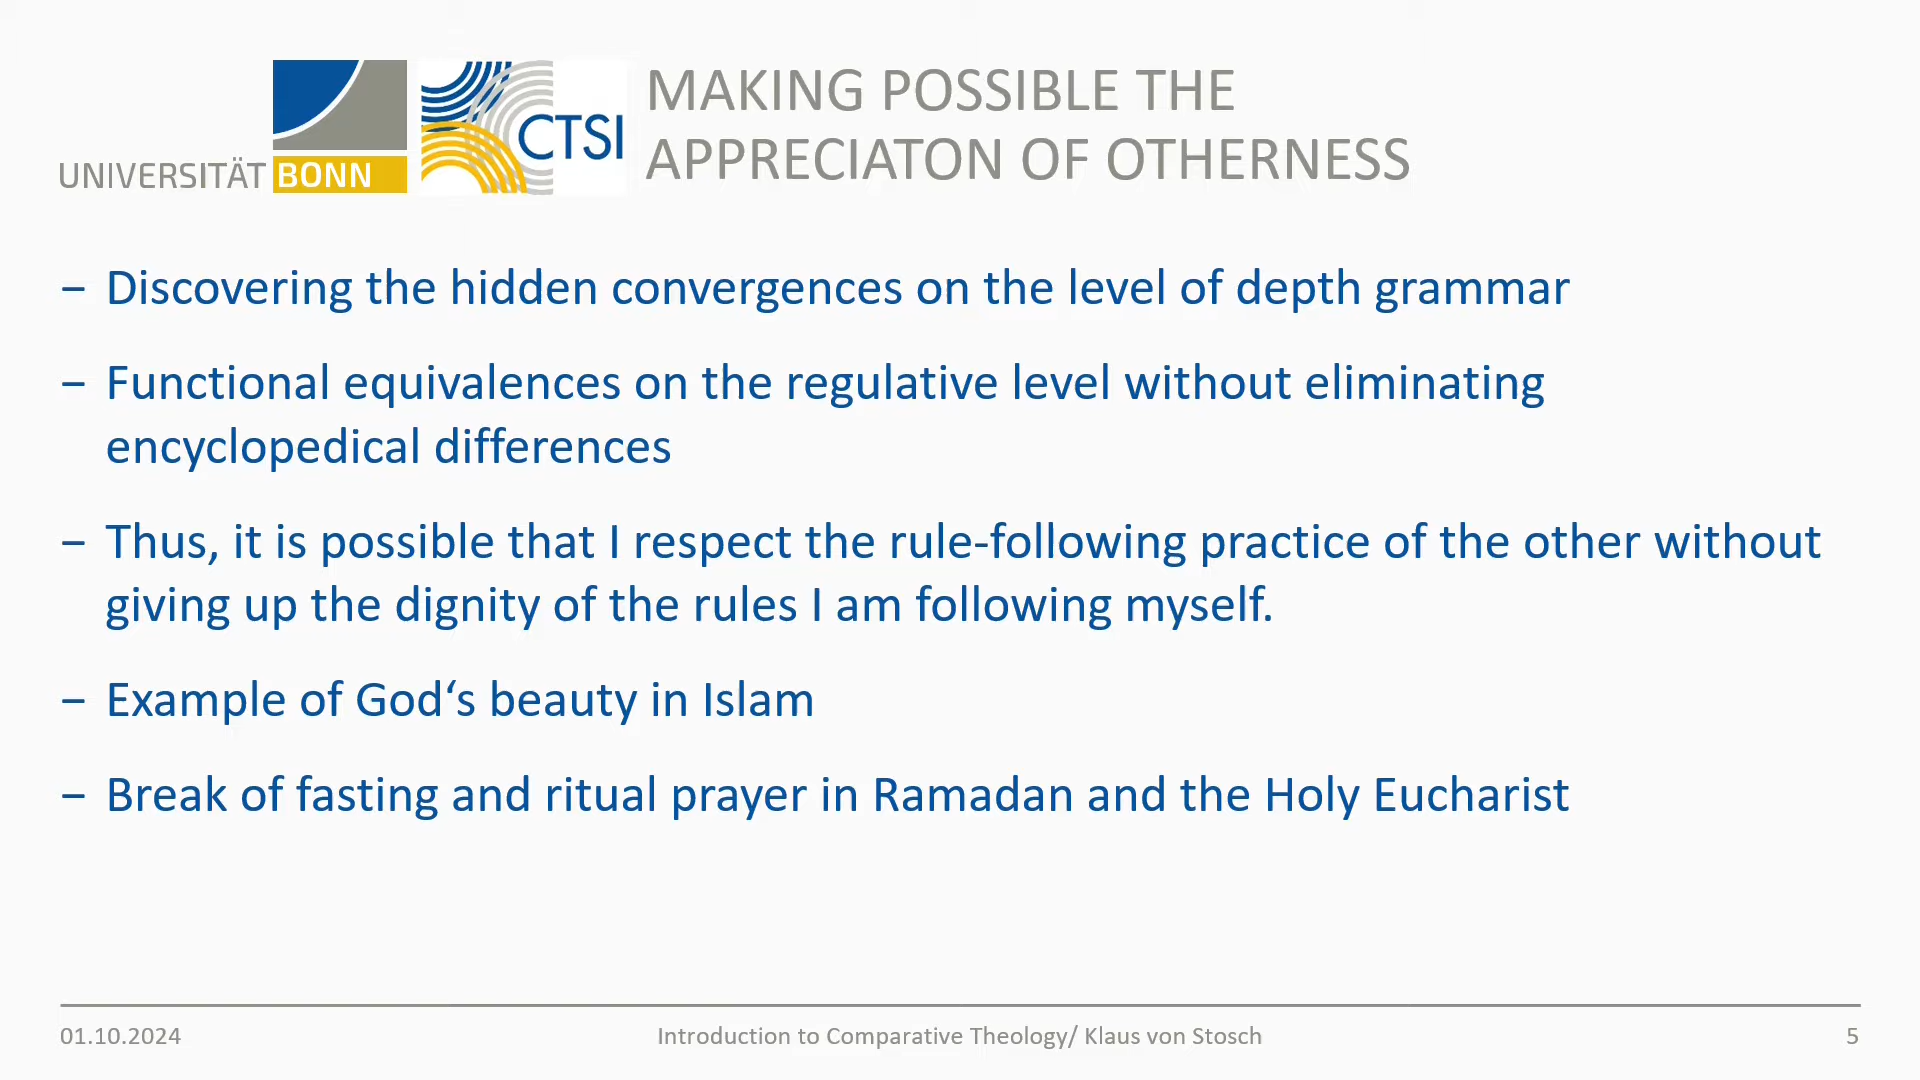 UNIVERSITÄT BONN
CTSI
MAKING POSSIBLE THE
APPRECIATON OF OTHERNESS
– Discovering the hidden convergences on the level of depth grammar
– Functional equivalences on the regulative level without eliminating
encyclopedical differences
– Thus, it is possible that I respect the rule-following practice of the other without
giving up the dignity of the rules I am following myself.
– Example of God‘s beauty in Islam
– Break of fasting and ritual prayer in Ramadan and the Holy Eucharist
01.10.2024
Introduction to Comparative Theology/ Klaus von Stosch
5